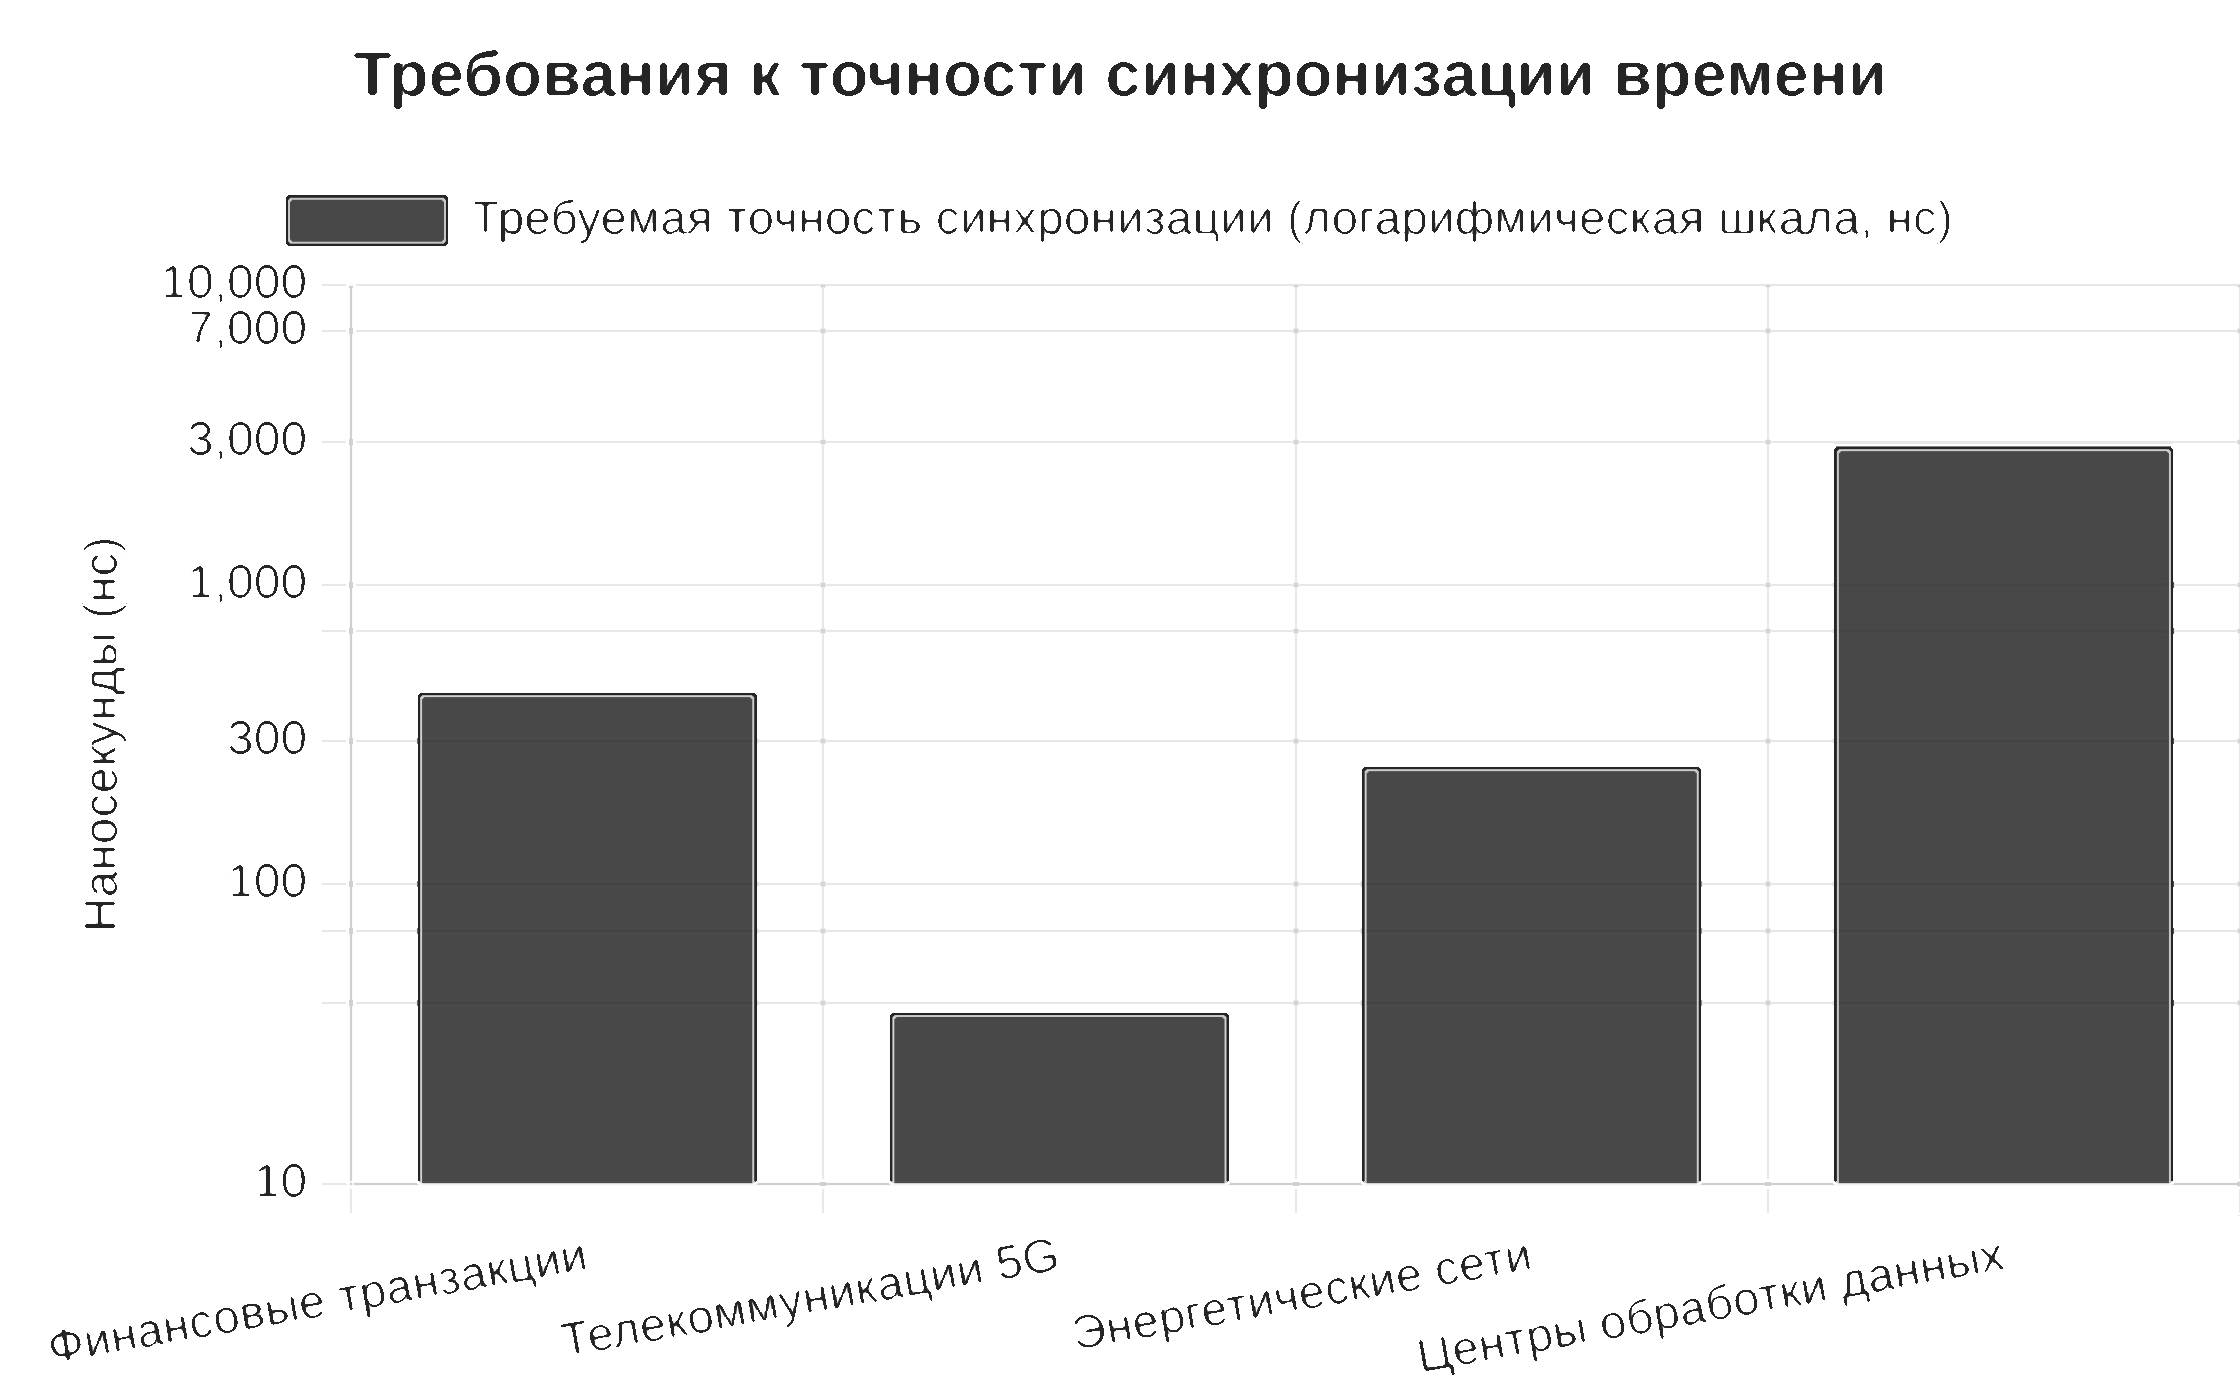 Требования к точности синхронизации времени
Требуемая точность синхронизации (логарифмическая шкала, нс)
10,000
7,000
3,000
1,000
300
100
10
Наносекунды (нс)
Финансовые транзакции
Телекоммуникации 5G
Энергетические сети
Центры обработки данных